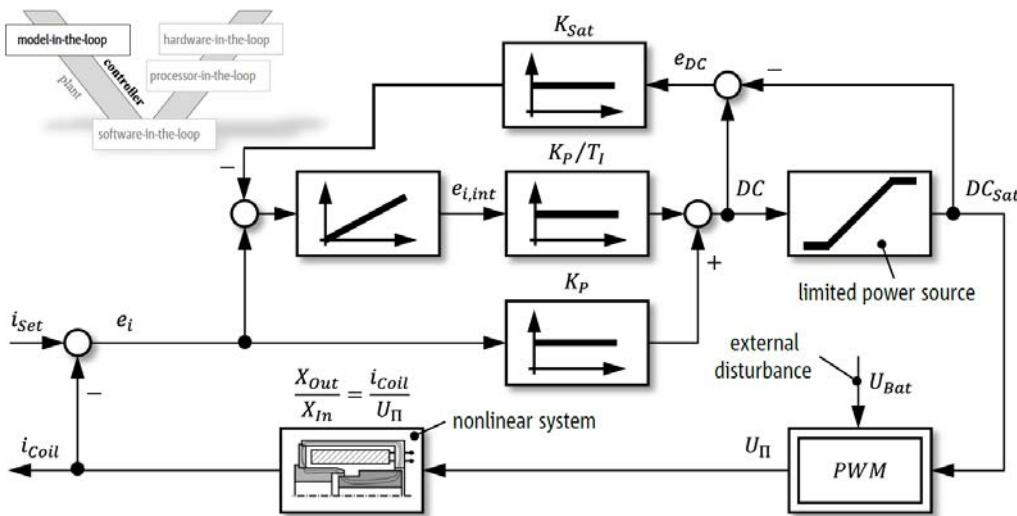 model-in-the-loop
hardware-in-the-loop
plant
controller
processor-in-the-loop
software-in-the-loop
K_Sat
e_DC
−
−
K_P/T_I
e_i,int
DC
DC_Sat
+
limited power source
K_P
i_Set
e_i
−
external
disturbance
U_Bat
X_Out/X_In = i_Coil/U_Π
nonlinear system
i_Coil
U_Π
PWM